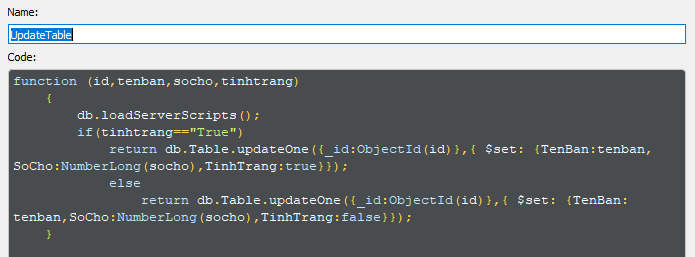 Name:
UpdateTable
Code:
function (id,tenban,socho,tinhtrang)
{
db.loadServerScripts();
if(tinhtrang=="True")
return db.Table.updateOne({_id:ObjectId(id)},{ $set: {TenBan:tenban,
SoCho:NumberLong(socho),TinhTrang:true}});
else
return db.Table.updateOne({_id:ObjectId(id)},{ $set: {TenBan:
tenban,SoCho:NumberLong(socho),TinhTrang:false}});
}